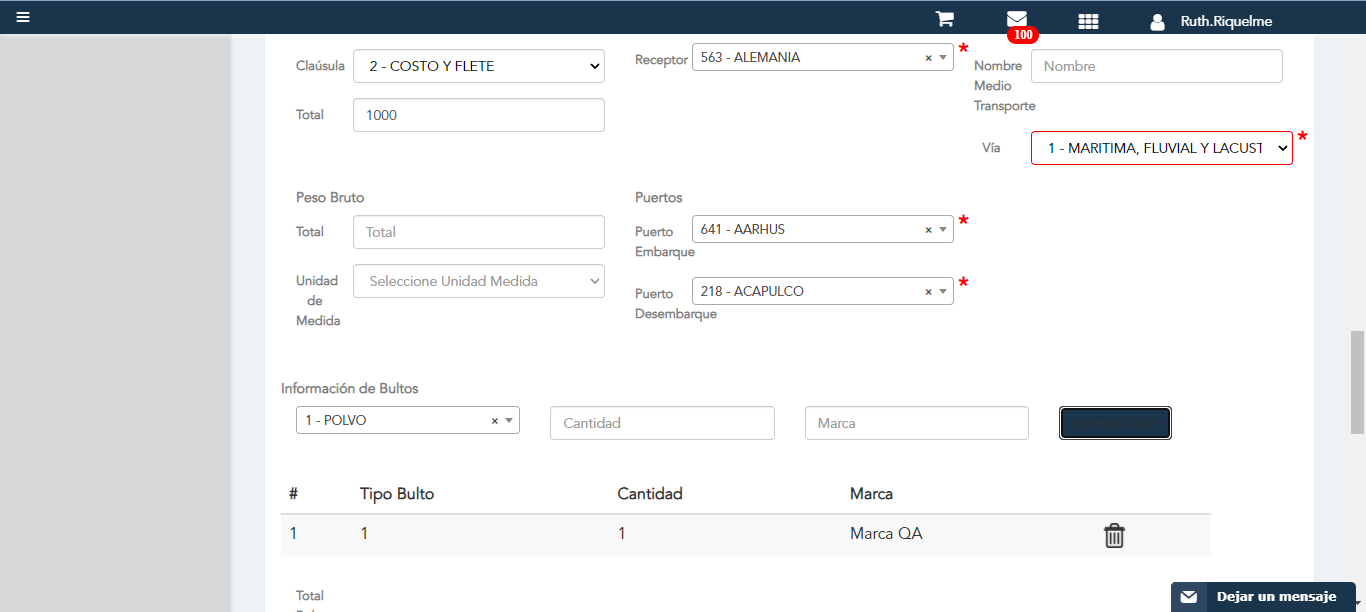 Ruth.Riquelme
100
Claúsula 2 - COSTO Y FLETE
Receptor 563 - ALEMANIA × *
Nombre Medio Transporte Nombre
Total 1000
Vía 1 - MARITIMA, FLUVIAL Y LACUST *
Peso Bruto
Puertos
Total Total
Puerto Embarque 641 - AARHUS × *
Unidad de Medida Seleccione Unidad Medida
Puerto Desembarque 218 - ACAPULCO × *
Información de Bultos
1 - POLVO × Cantidad Marca
# Tipo Bulto Cantidad Marca
1 1 1 Marca QA
Total
Dejar un mensaje